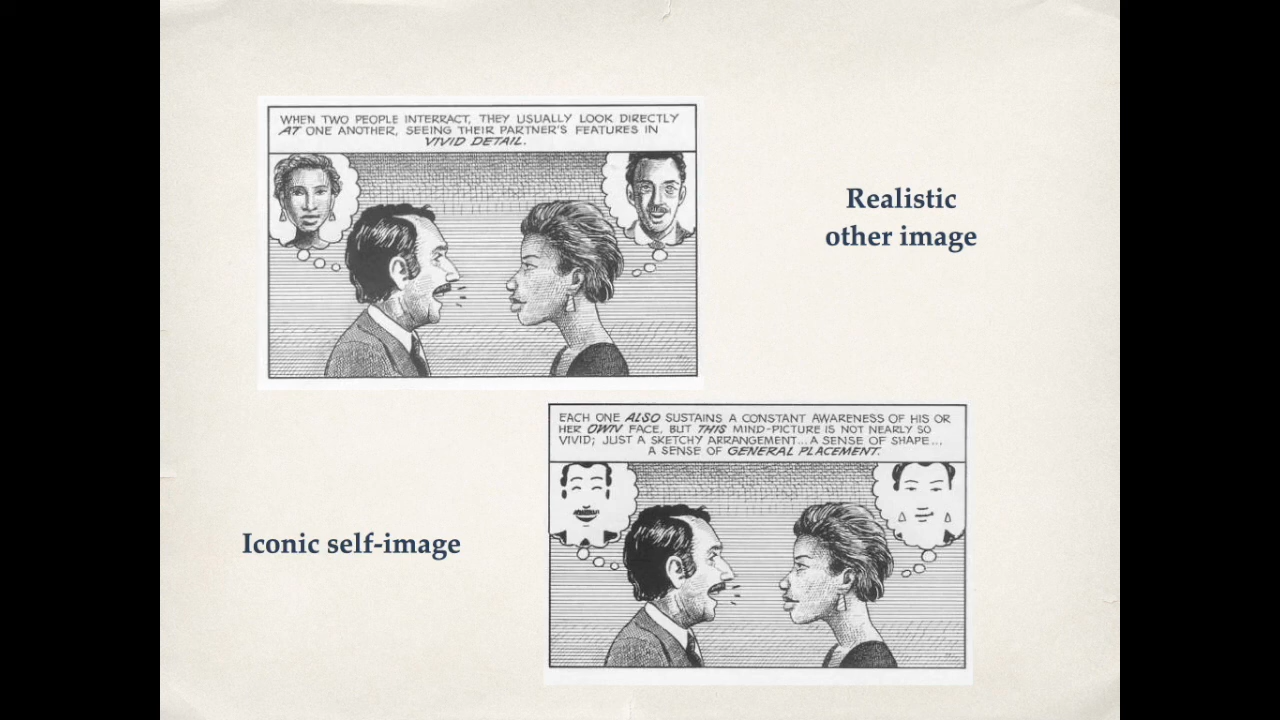 WHEN TWO PEOPLE INTERRACT, THEY USUALLY LOOK DIRECTLY
AT ONE ANOTHER, SEEING THEIR PARTNER'S FEATURES IN
VIVID DETAIL.
Realistic
other image
EACH ONE ALSO SUSTAINS A CONSTANT AWARENESS OF HIS OR
HER OWN FACE, BUT THIS MIND-PICTURE IS NOT NEARLY SO
VIVID; JUST A SKETCHY ARRANGEMENT... A SENSE OF SHAPE...
A SENSE OF GENERAL PLACEMENT.
Iconic self-image